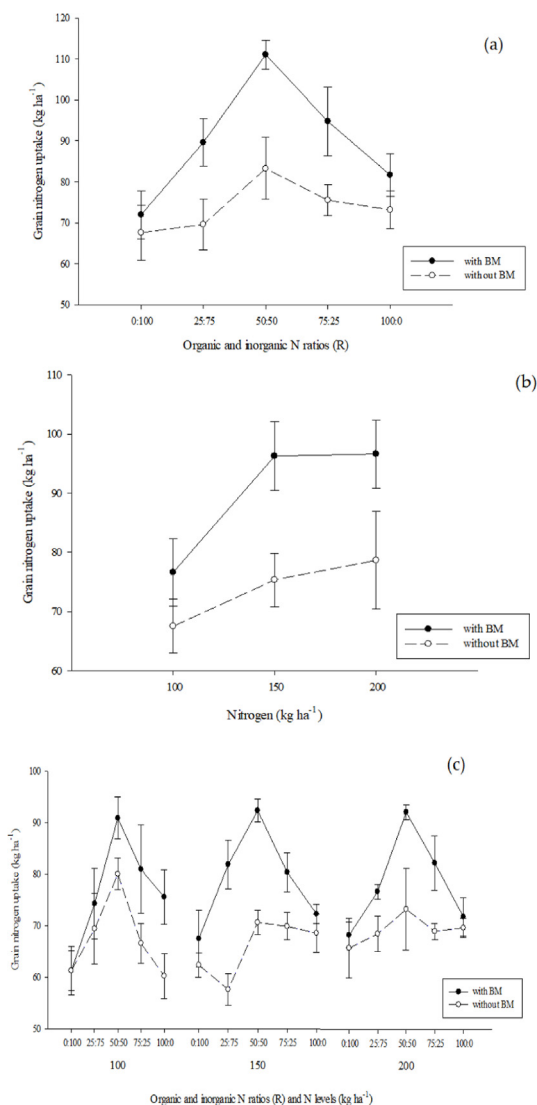 (a)
Grain nitrogen uptake (kg ha⁻¹)
120
110
100
90
80
70
60
50
with BM
without BM
0:100 25:75 50:50 75:25 100:0
Organic and inorganic N ratios (R)
(b)
Grain nitrogen uptake (kg ha⁻¹)
110
100
90
80
70
60
with BM
without BM
100 150 200
Nitrogen (kg ha⁻¹)
(c)
Grain nitrogen uptake (kg ha⁻¹)
100
90
80
70
60
50
with BM
without BM
0:100 25:75 50:50 75:25 100:0 0:100 25:75 50:50 75:25 100:0 0:100 25:75 50:50 75:25 100:0
100 150 200
Organic and inorganic N ratios (R) and N levels (kg ha⁻¹)